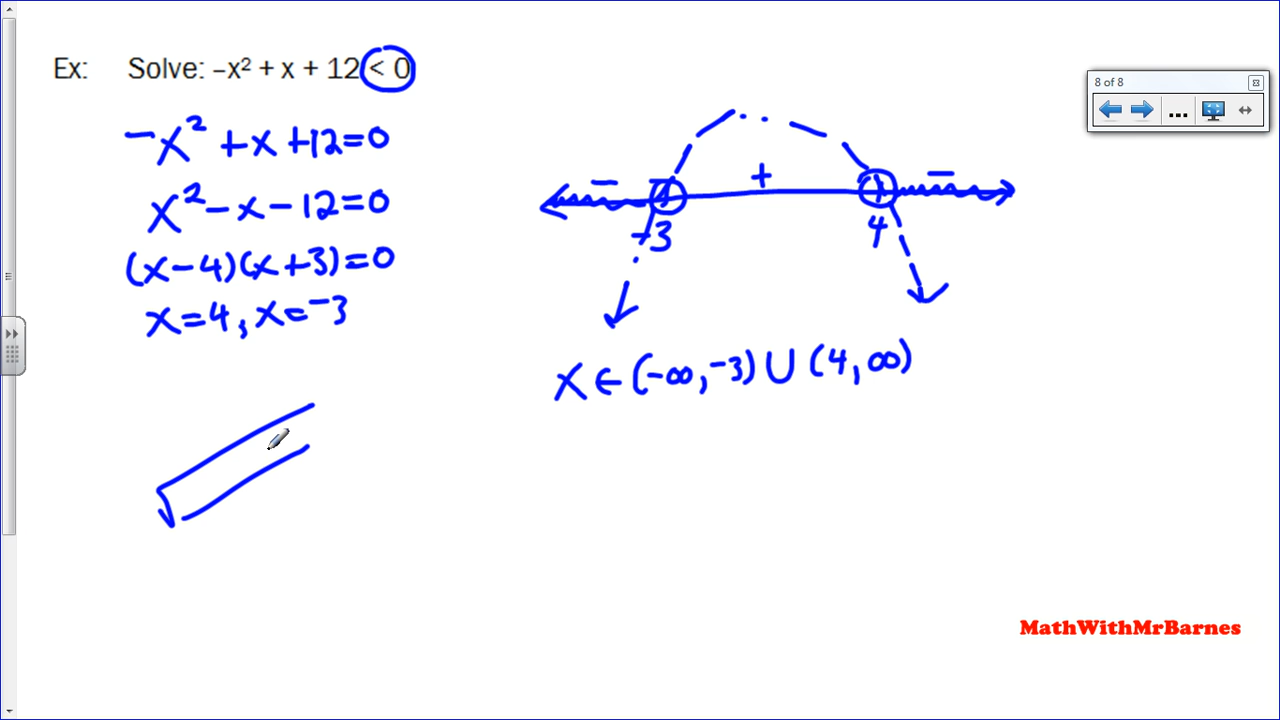 Ex: Solve: –x² + x + 12 < 0
8 of 8
-x² + x + 12 = 0
x² - x - 12 = 0
(x - 4)(x + 3) = 0
x = 4, x = -3
- + -
-3 4
x ∈ (-∞, -3) ∪ (4, ∞)
MathWithMrBarnes